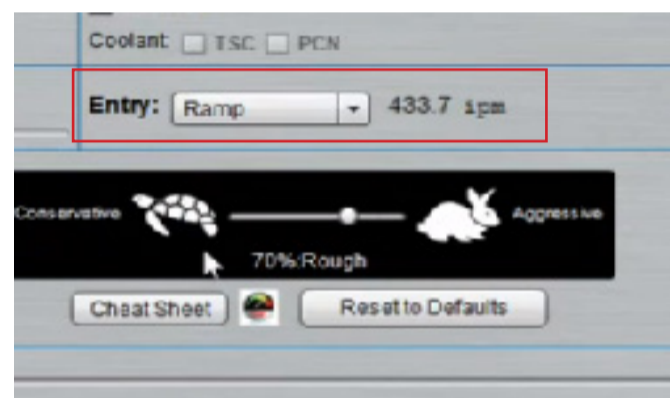 Coolant: TSC PCN
Entry: Ramp 433.7 ipm
Conservative Aggressive
70%:Rough
Cheat Sheet Reset to Defaults